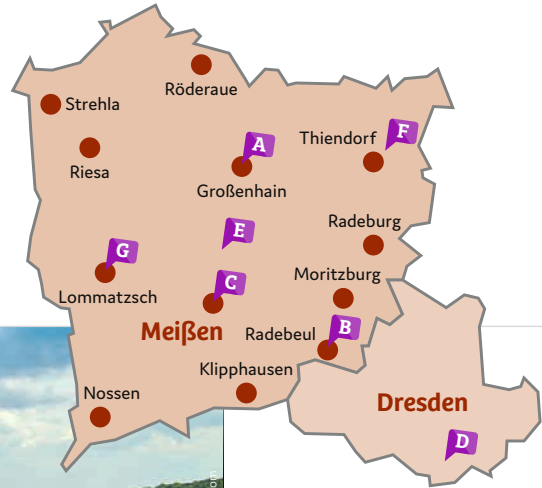 Röderaue
Strehla
Thiendorf
F
A
Riesa
Großenhain
Radeburg
E
G
Moritzburg
C
Lommatzsch
Meißen
Radebeul
B
Klipphausen
Nossen
Dresden
D